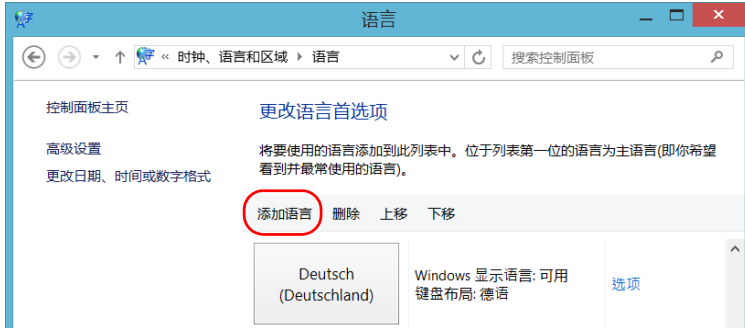 语言
« 时钟、语言和区域 ▸ 语言
搜索控制面板
控制面板主页
高级设置
更改日期、时间或数字格式
更改语言首选项
将要使用的语言添加到此列表中。位于列表第一位的语言为主语言(即你希望
看到并最常使用的语言)。
添加语言 删除 上移 下移
Deutsch
(Deutschland)
Windows 显示语言: 可用
键盘布局: 德语
选项